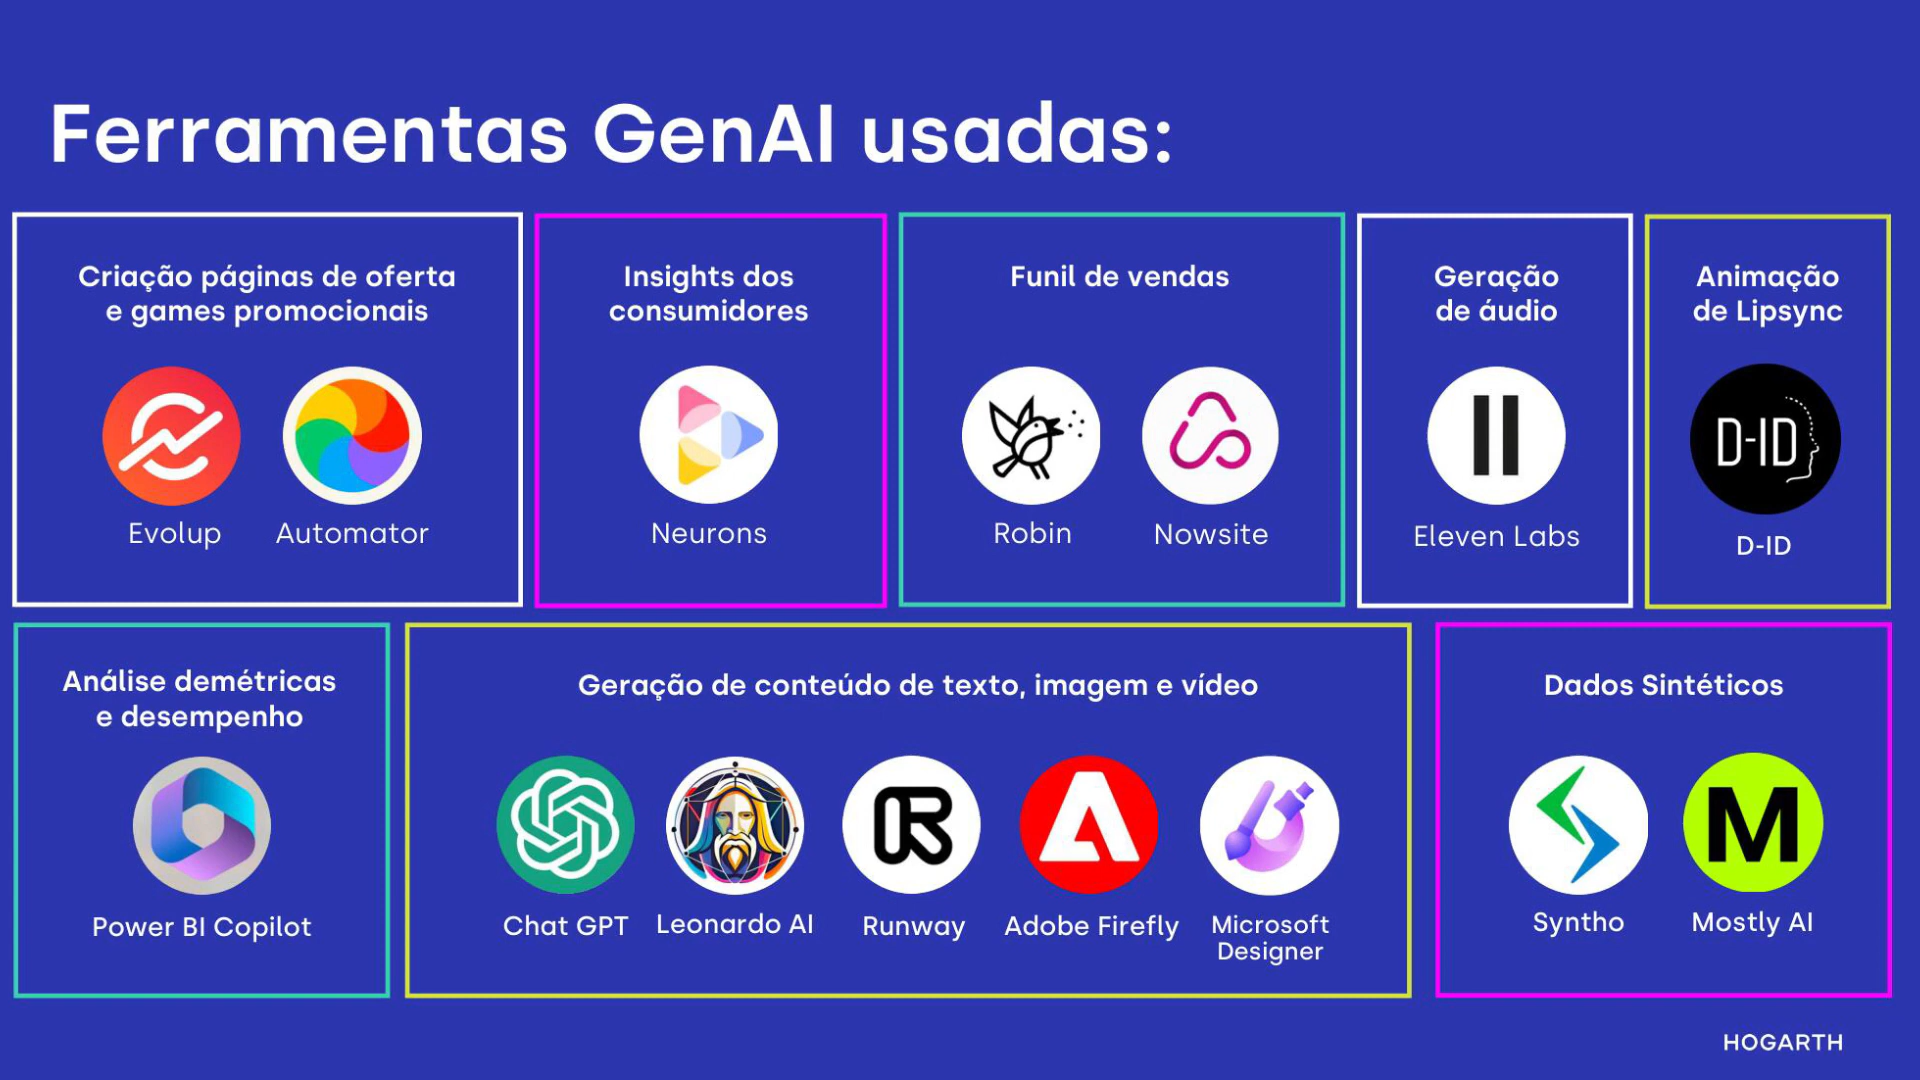 Ferramentas GenAI usadas:
Criação páginas de oferta
e games promocionais
Evolup
Automator
Insights dos
consumidores
Neurons
Funil de vendas
Robin
Nowsite
Geração
de áudio
Eleven Labs
Animação
de Lipsync
D-ID
D-ID
Análise demétricas
e desempenho
Power BI Copilot
Geração de conteúdo de texto, imagem e vídeo
Chat GPT
Leonardo AI
R
Runway
Adobe Firefly
Microsoft
Designer
Dados Sintéticos
Syntho
M
Mostly AI
HOGARTH